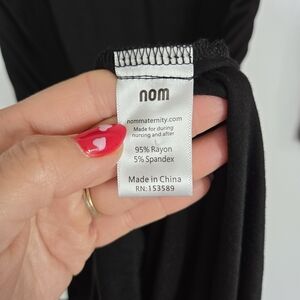 nom
nommaternity.com
Made for during
nursing and after
95% Rayon
5% Spandex
Made in China
RN: 153589